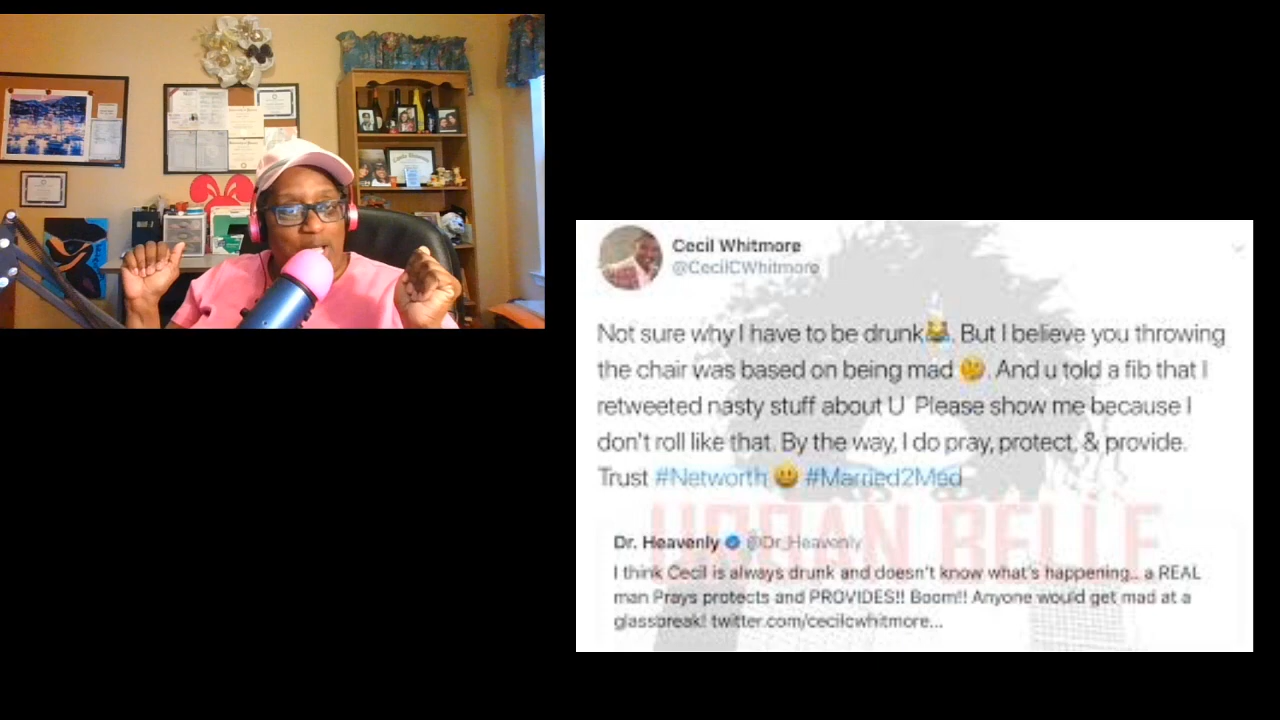 Cecil Whitmore
@CecilCWhitmore
Not sure why I have to be drunk😹. But I believe you throwing
the chair was based on being mad 🤔. And u told a fib that I
retweeted nasty stuff about U Please show me because I
don't roll like that. By the way, I do pray, protect, & provide.
Trust #Networth 😃 #Married2Med
URBAN BELLE
Dr. Heavenly @Dr_Heavenly
I think Cecil is always drunk and doesn't know what's happening.. a REAL
man Prays protects and PROVIDES!! Boom!! Anyone would get mad at a
glassbreak! twitter.com/cecilcwhitmore...